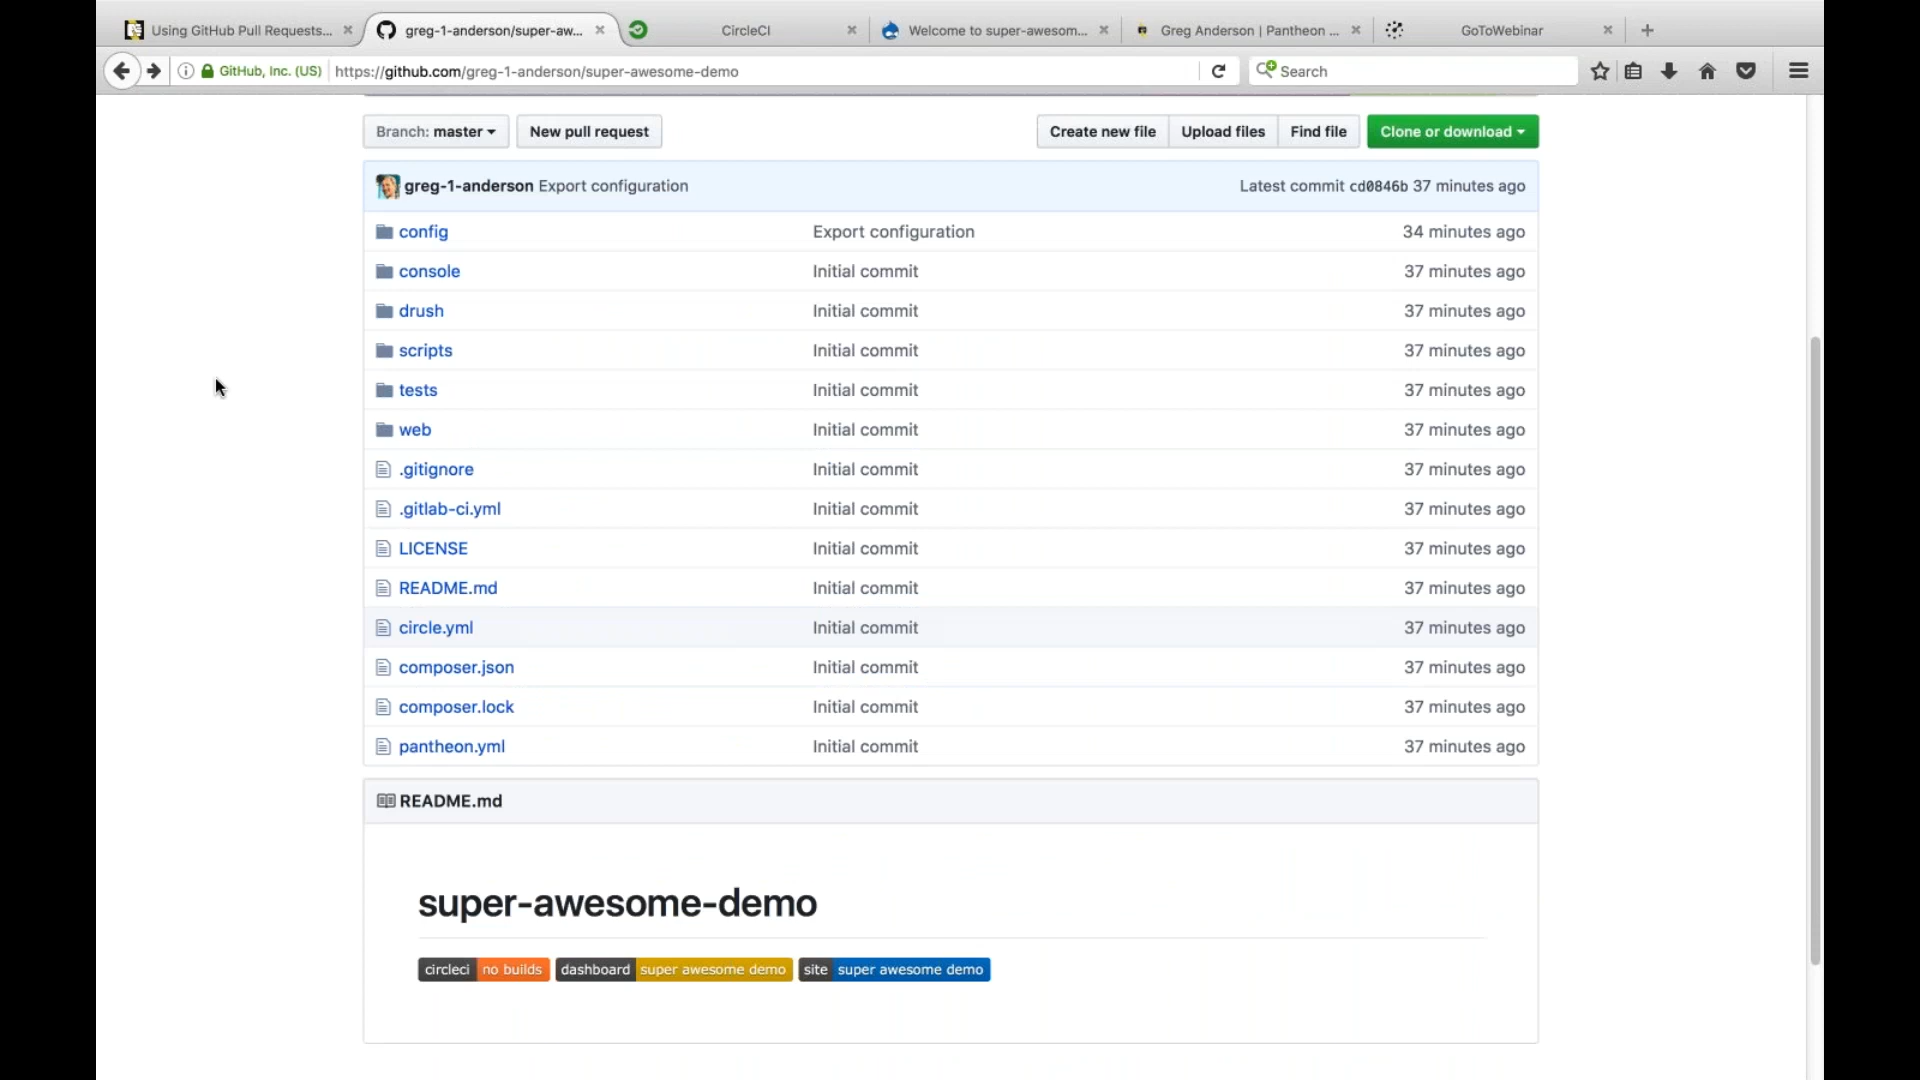 Using GitHub Pull Requests...
greg-1-anderson/super-aw...
CircleCI
Welcome to super-awesom...
Greg Anderson | Pantheon ...
GoToWebinar
GitHub, Inc. (US)
https://github.com/greg-1-anderson/super-awesome-demo
Search
Branch: master
New pull request
Create new file
Upload files
Find file
Clone or download
greg-1-anderson Export configuration
Latest commit cd0846b 37 minutes ago
config Export configuration 34 minutes ago
console Initial commit 37 minutes ago
drush Initial commit 37 minutes ago
scripts Initial commit 37 minutes ago
tests Initial commit 37 minutes ago
web Initial commit 37 minutes ago
.gitignore Initial commit 37 minutes ago
.gitlab-ci.yml Initial commit 37 minutes ago
LICENSE Initial commit 37 minutes ago
README.md Initial commit 37 minutes ago
circle.yml Initial commit 37 minutes ago
composer.json Initial commit 37 minutes ago
composer.lock Initial commit 37 minutes ago
pantheon.yml Initial commit 37 minutes ago
README.md
super-awesome-demo
circleci no builds dashboard super awesome demo site super awesome demo